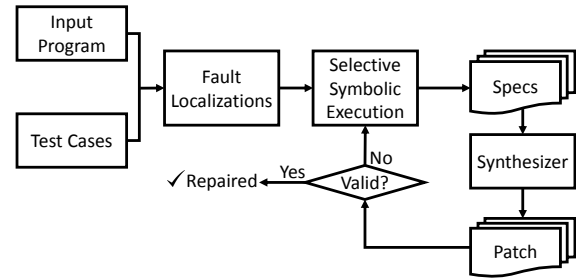 Input
Program
Test Cases
Fault
Localizations
Selective
Symbolic
Execution
Specs
Synthesizer
Patch
Valid?
No
Yes
✓Repaired